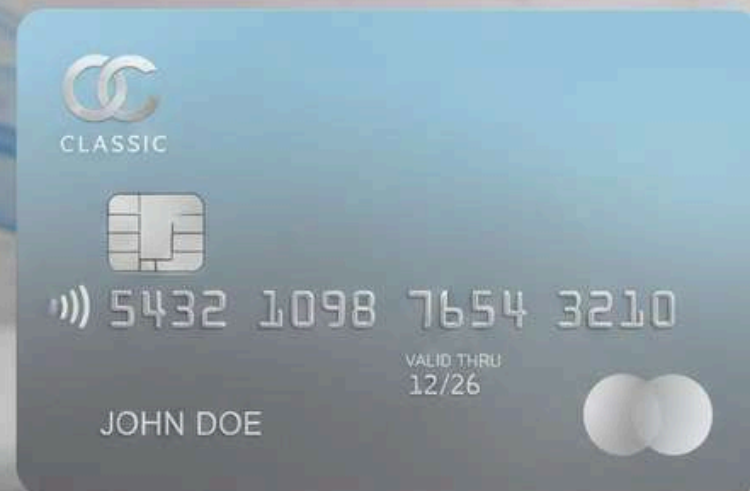 CLASSIC
5432 1098 7654 3210
VALID THRU
12/26
JOHN DOE